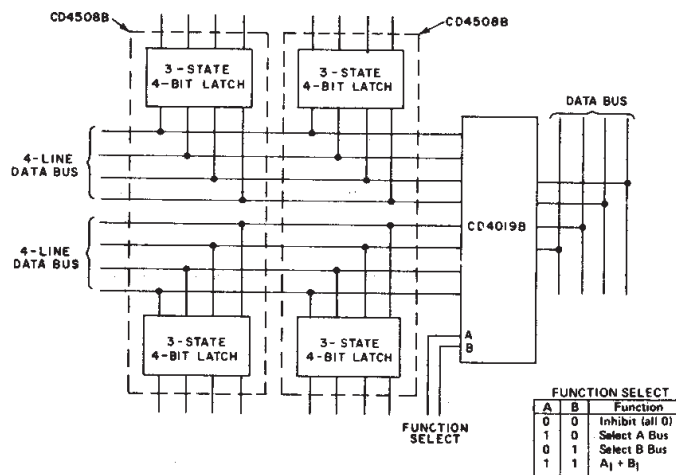 CD4508B
CD4508B
3-STATE
4-BIT LATCH
3-STATE
4-BIT LATCH
DATA BUS
4-LINE
DATA BUS
CD4019B
4-LINE
DATA BUS
3-STATE
4-BIT LATCH
3-STATE
4-BIT LATCH
A
B
FUNCTION
SELECT
FUNCTION SELECT
A B Function
0 0 Inhibit (all 0)
1 0 Select A Bus
0 1 Select B Bus
1 1 A₁ + B₁